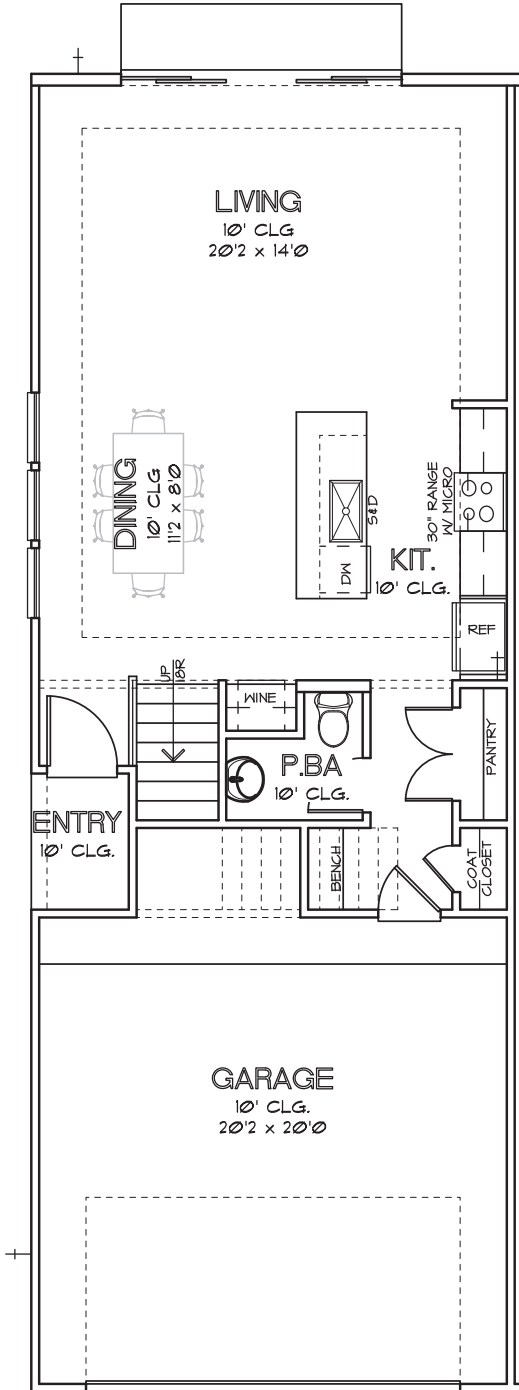 LIVING
10' CLG
20'2 x 14'0
DINING
10' CLG
11'2 x 8'0
S&D
DW
30" RANGE
W/ MICRO
KIT.
10' CLG.
REF
UP
18R
WINE
P.BA
10' CLG.
PANTRY
ENTRY
10' CLG.
BENCH
COAT
CLOSET
GARAGE
10' CLG.
20'2 x 20'0